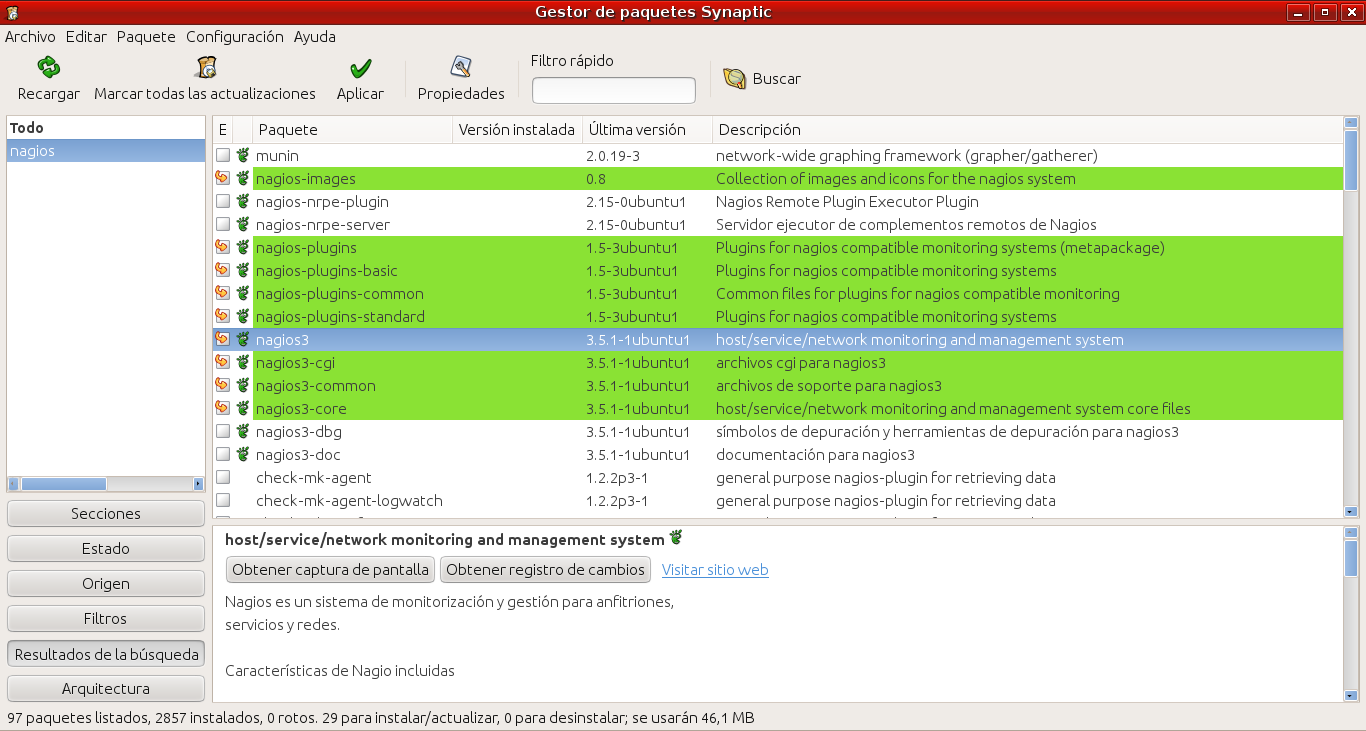 Gestor de paquetes Synaptic
Archivo Editar Paquete Configuración Ayuda
Recargar Marcar todas las actualizaciones Aplicar Propiedades Filtro rápido Buscar
Todo
nagios
E Paquete Versión instalada Última versión Descripción
munin 2.0.19-3 network-wide graphing framework (grapher/gatherer)
nagios-images 0.8 Collection of images and icons for the nagios system
nagios-nrpe-plugin 2.15-0ubuntu1 Nagios Remote Plugin Executor Plugin
nagios-nrpe-server 2.15-0ubuntu1 Servidor ejecutor de complementos remotos de Nagios
nagios-plugins 1.5-3ubuntu1 Plugins for nagios compatible monitoring systems (metapackage)
nagios-plugins-basic 1.5-3ubuntu1 Plugins for nagios compatible monitoring systems
nagios-plugins-common 1.5-3ubuntu1 Common files for plugins for nagios compatible monitoring
nagios-plugins-standard 1.5-3ubuntu1 Plugins for nagios compatible monitoring systems
nagios3 3.5.1-1ubuntu1 host/service/network monitoring and management system
nagios3-cgi 3.5.1-1ubuntu1 archivos cgi para nagios3
nagios3-common 3.5.1-1ubuntu1 archivos de soporte para nagios3
nagios3-core 3.5.1-1ubuntu1 host/service/network monitoring and management system core files
nagios3-dbg 3.5.1-1ubuntu1 símbolos de depuración y herramientas de depuración para nagios3
nagios3-doc 3.5.1-1ubuntu1 documentación para nagios3
check-mk-agent 1.2.2p3-1 general purpose nagios-plugin for retrieving data
check-mk-agent-logwatch 1.2.2p3-1 general purpose nagios-plugin for retrieving data
Secciones
Estado
Origen
Filtros
Resultados de la búsqueda
Arquitectura
host/service/network monitoring and management system
Obtener captura de pantalla Obtener registro de cambios Visitar sitio web
Nagios es un sistema de monitorización y gestión para anfitriones,
servicios y redes.
Características de Nagio incluidas
97 paquetes listados, 2857 instalados, 0 rotos. 29 para instalar/actualizar, 0 para desinstalar; se usarán 46,1 MB